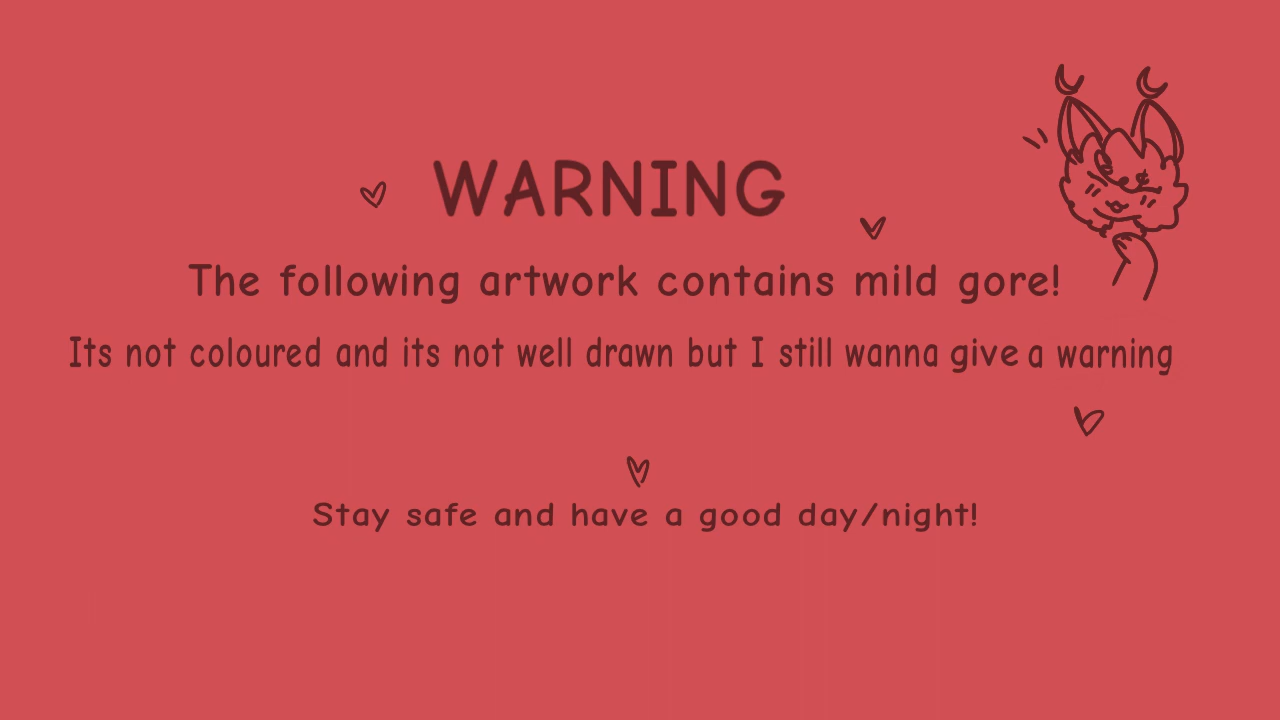 WARNING
The following artwork contains mild gore!
Its not coloured and its not well drawn but I still wanna give a warning
Stay safe and have a good day/night!